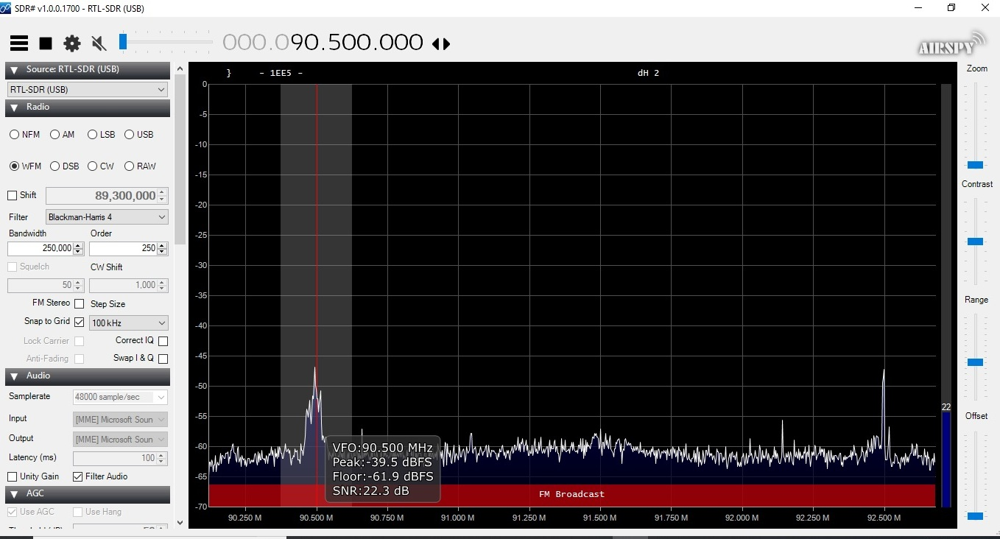 SDR# v1.0.0.1700 - RTL-SDR (USB)
000.090.500.000
AIRSPY
Source: RTL-SDR (USB)
RTL-SDR (USB)
Radio
NFM AM LSB USB
WFM DSB CW RAW
Shift 89,300,000
Filter Blackman-Harris 4
Bandwidth Order
250,000 250
Squelch CW Shift
50 1,000
FM Stereo Step Size
Snap to Grid 100 kHz
Lock Carrier Correct IQ
Anti-Fading Swap I & Q
Audio
Samplerate 48000 sample/sec
Input [MME] Microsoft Soun
Output [MME] Microsoft Soun
Latency (ms) 100
Unity Gain Filter Audio
AGC
Use AGC Use Hang
} - 1EE5 - dH 2
0
-5
-10
-15
-20
-25
-30
-35
-40
-45
-50
-55
-60
-65
-70
VFO:90.500 MHz
Peak:-39.5 dBFS
Floor:-61.9 dBFS
SNR:22.3 dB
FM Broadcast
90.250 M 90.500 M 90.750 M 91.000 M 91.250 M 91.500 M 91.750 M 92.000 M 92.250 M 92.500 M
22
Zoom
Contrast
Range
Offset